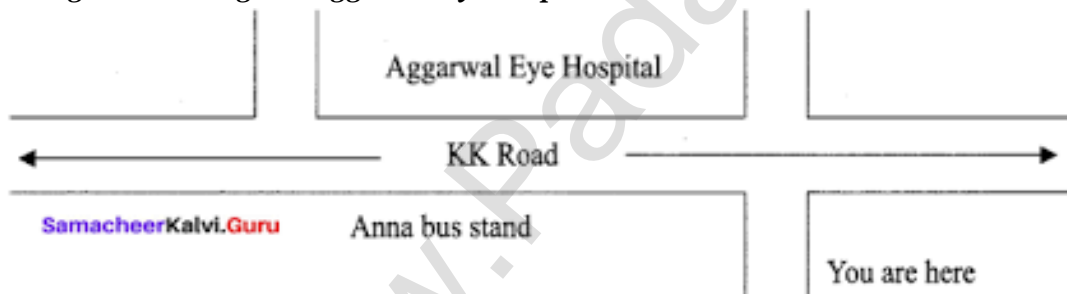 Aggarwal Eye Hospital
KK Road
SamacheerKalvi.Guru
Anna bus stand
You are here